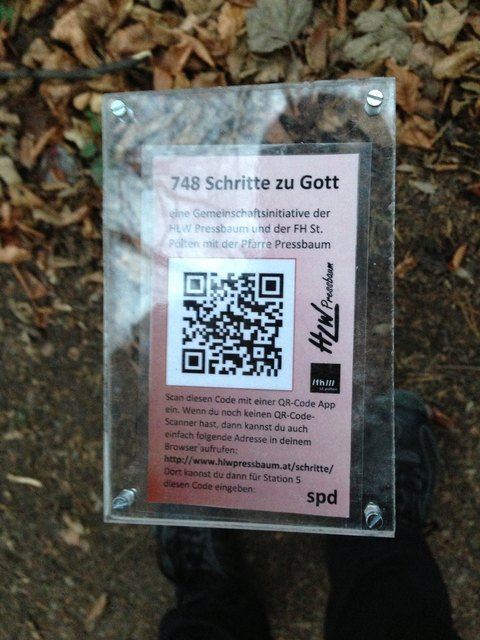 748 Schritte zu Gott
eine Gemeinschaftsinitiative der
HLW Pressbaum und der FH St.
Pölten mit der Pfarre Pressbaum
HLW Pressbaum
/fh///
st. pölten
Scan diesen Code mit einer QR-Code App
ein. Wenn du noch keinen QR-Code-
Scanner hast, dann kannst du auch
einfach folgende Adresse in deinem
Browser aufrufen:
http://www.hlwpressbaum.at/schritte/
Dort kannst du dann für Station 5
diesen Code eingeben:
spd